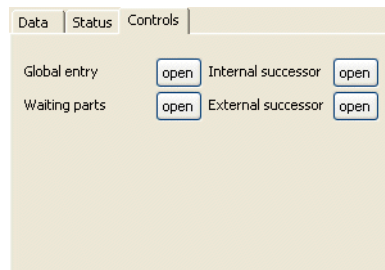 Data Status Controls
Global entry open Internal successor open
Waiting parts open External successor open